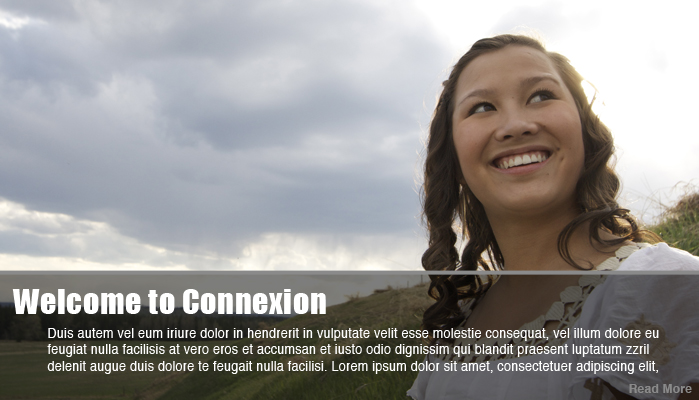 Welcome to Connexion
Duis autem vel eum iriure dolor in hendrerit in vulputate velit esse molestie consequat, vel illum dolore eu
feugiat nulla facilisis at vero eros et accumsan et iusto odio dignissim qui blandit praesent luptatum zzril
delenit augue duis dolore te feugait nulla facilisi. Lorem ipsum dolor sit amet, consectetuer adipiscing elit,
Read More